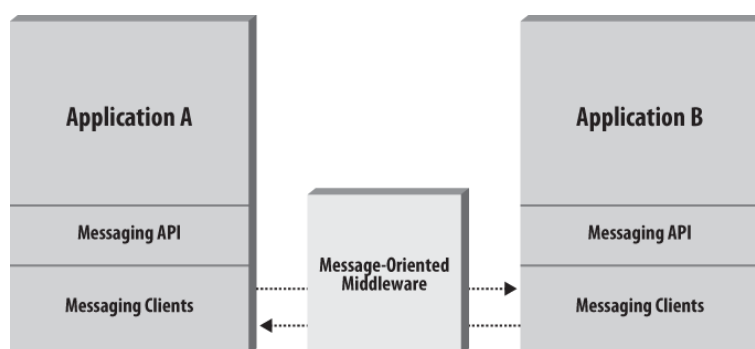 Application A
Application B
Messaging API
Messaging API
Message-Oriented
Middleware
Messaging Clients
Messaging Clients